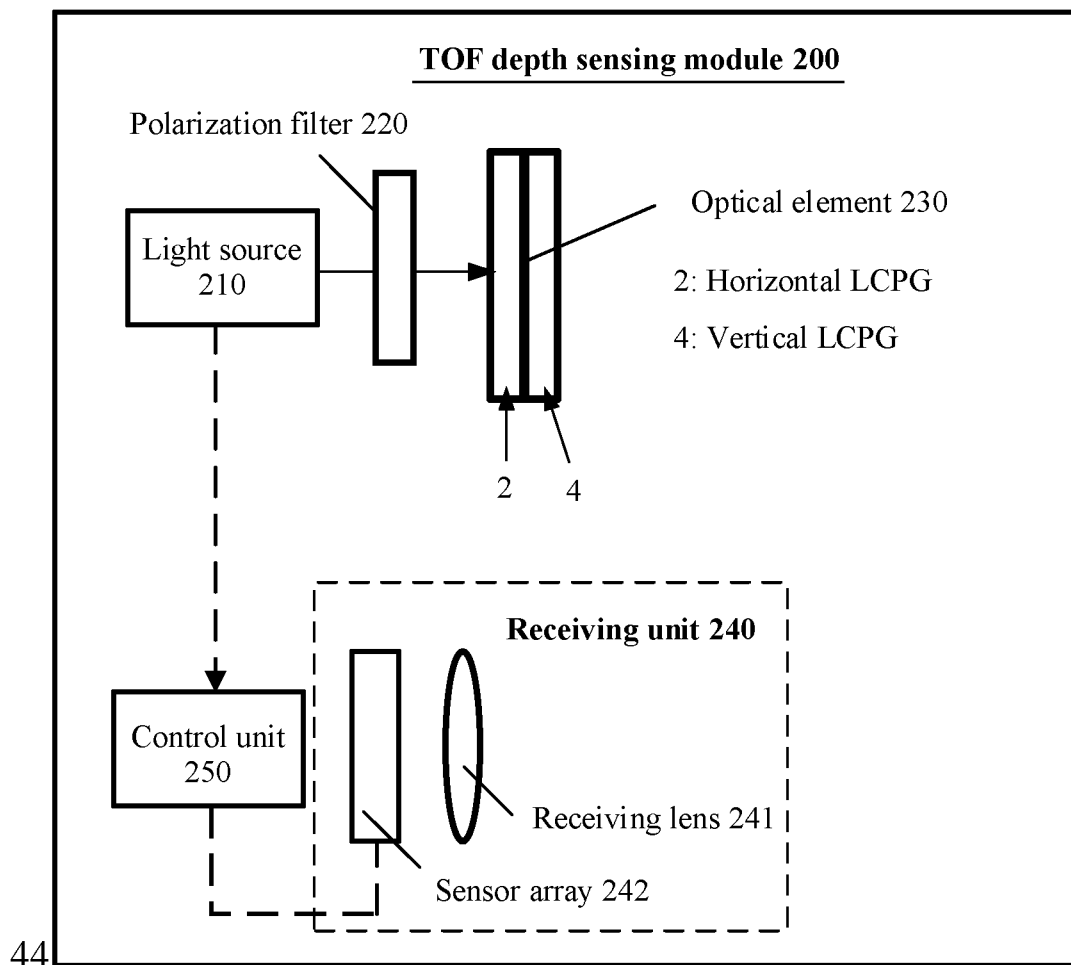 TOF depth sensing module 200
Polarization filter 220
Optical element 230
Light source
210
2: Horizontal LCPG
4: Vertical LCPG
2
4
Receiving unit 240
Control unit
250
Receiving lens 241
Sensor array 242
44